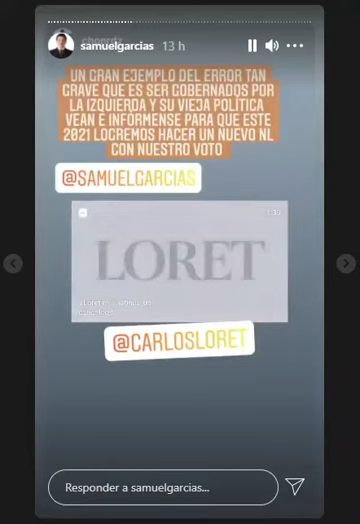 samuelgarcias 13 h
UN GRAN EJEMPLO DEL ERROR TAN
GRAVE QUE ES SER GOBERNADOS POR
LA IZQUIERDA Y SU VIEJA POLÍTICA
VEAN E INFÓRMENSE PARA QUE ESTE
2021 LOGREMOS HACER UN NUEVO NL
CON NUESTRO VOTO
@SAMUELGARCIAS
LORET
@CARLOSLORET
Responder a samuelgarcias...